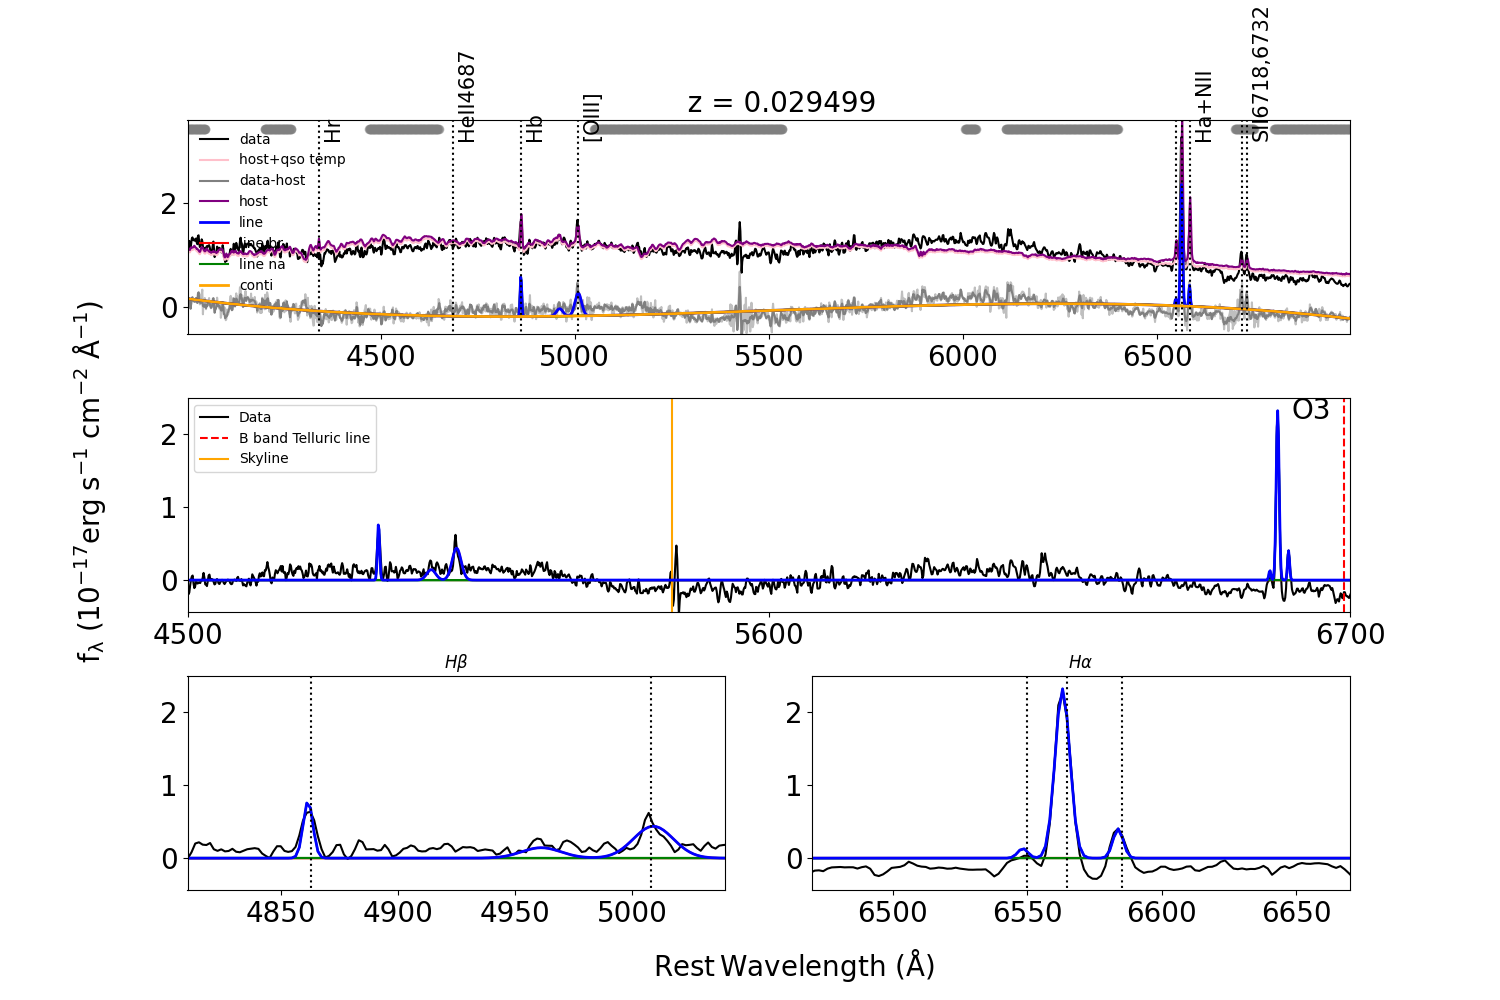 Hr
HeII4687
Hb
[OIII]
Ha+NII
SII6718,6732
z = 0.029499
data
host+qso temp
data-host
host
line
line br
line na
conti
2
0
4500
5000
5500
6000
6500
fλ (10⁻¹⁷erg s⁻¹ cm⁻² Å⁻¹)
Data
B band Telluric line
Skyline
O3
2
1
0
4500
5600
6700
Hβ
2
1
0
4850
4900
4950
5000
Hα
2
1
0
6500
6550
6600
6650
Rest Wavelength (Å)